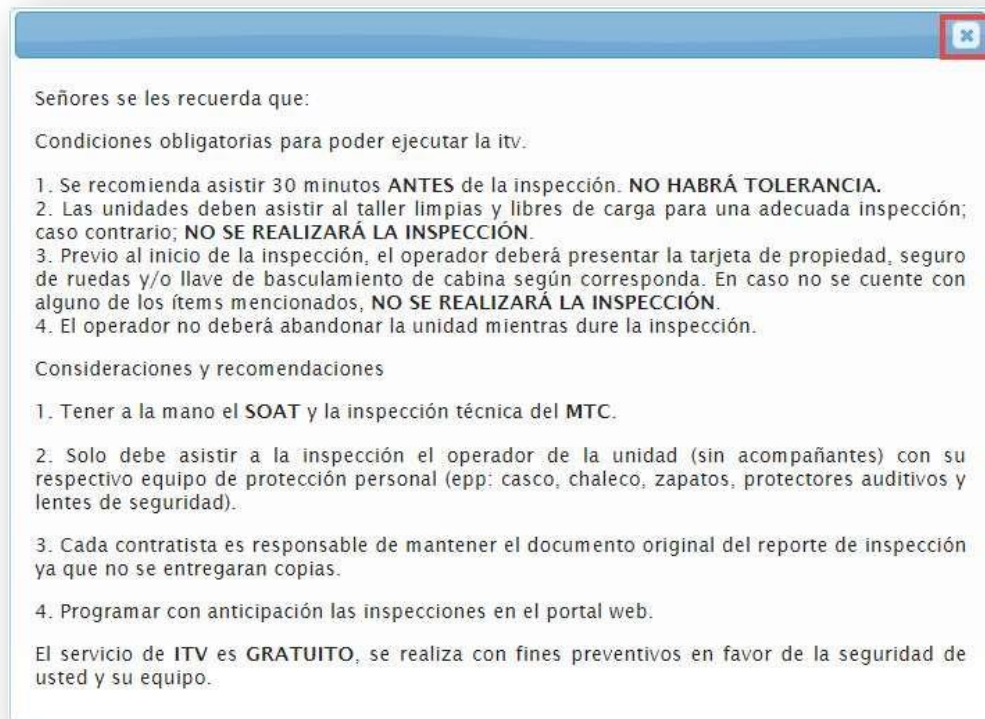 Señores se les recuerda que:
Condiciones obligatorias para poder ejecutar la itv.
1. Se recomienda asistir 30 minutos ANTES de la inspección. NO HABRÁ TOLERANCIA.
2. Las unidades deben asistir al taller limpias y libres de carga para una adecuada inspección;
caso contrario; NO SE REALIZARÁ LA INSPECCIÓN.
3. Previo al inicio de la inspección, el operador deberá presentar la tarjeta de propiedad, seguro
de ruedas y/o llave de basculamiento de cabina según corresponda. En caso no se cuente con
alguno de los ítems mencionados, NO SE REALIZARÁ LA INSPECCIÓN.
4. El operador no deberá abandonar la unidad mientras dure la inspección.
Consideraciones y recomendaciones
1. Tener a la mano el SOAT y la inspección técnica del MTC.
2. Solo debe asistir a la inspección el operador de la unidad (sin acompañantes) con su
respectivo equipo de protección personal (epp: casco, chaleco, zapatos, protectores auditivos y
lentes de seguridad).
3. Cada contratista es responsable de mantener el documento original del reporte de inspección
ya que no se entregaran copias.
4. Programar con anticipación las inspecciones en el portal web.
El servicio de ITV es GRATUITO, se realiza con fines preventivos en favor de la seguridad de
usted y su equipo.